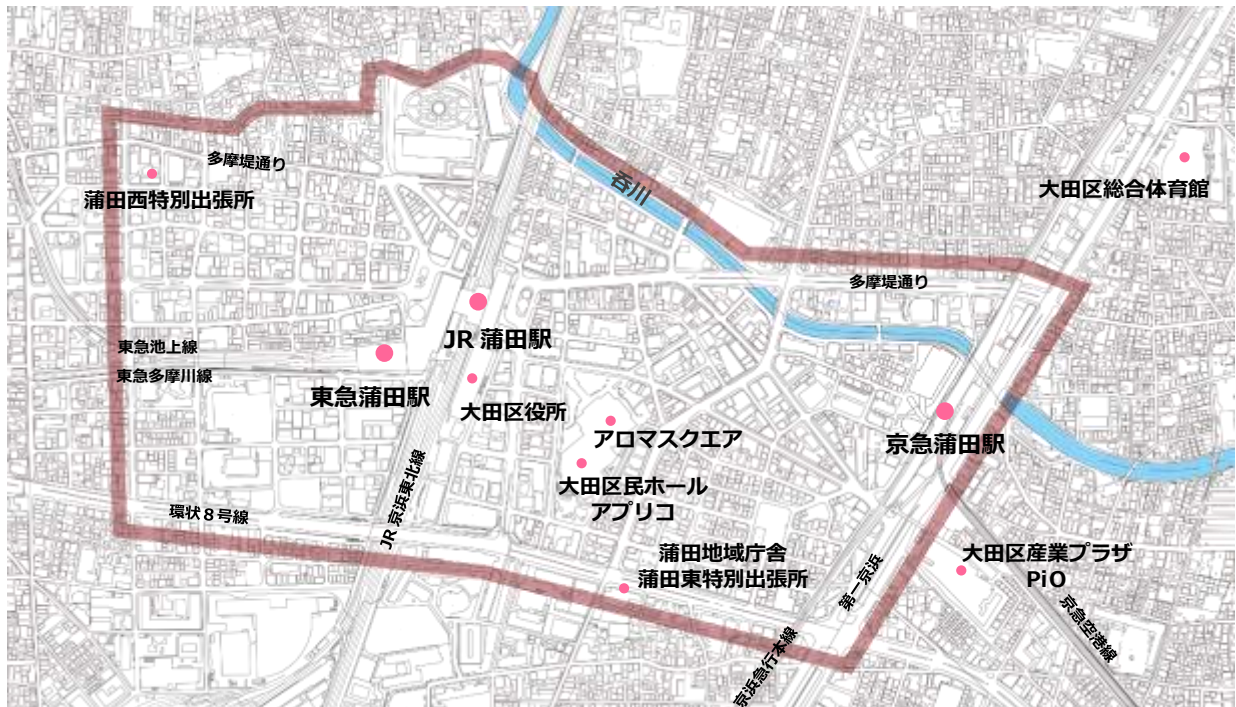 多摩堤通り
蒲田西特別出張所
呑川
大田区総合体育館
多摩堤通り
JR 蒲田駅
東急池上線
東急多摩川線
東急蒲田駅
大田区役所
アロマスクエア
京急蒲田駅
大田区民ホール
アプリコ
環状８号線
JR 京浜東北線
蒲田地域庁舎
蒲田東特別出張所
第一京浜
大田区産業プラザ
PiO
京急空港線
京浜急行本線